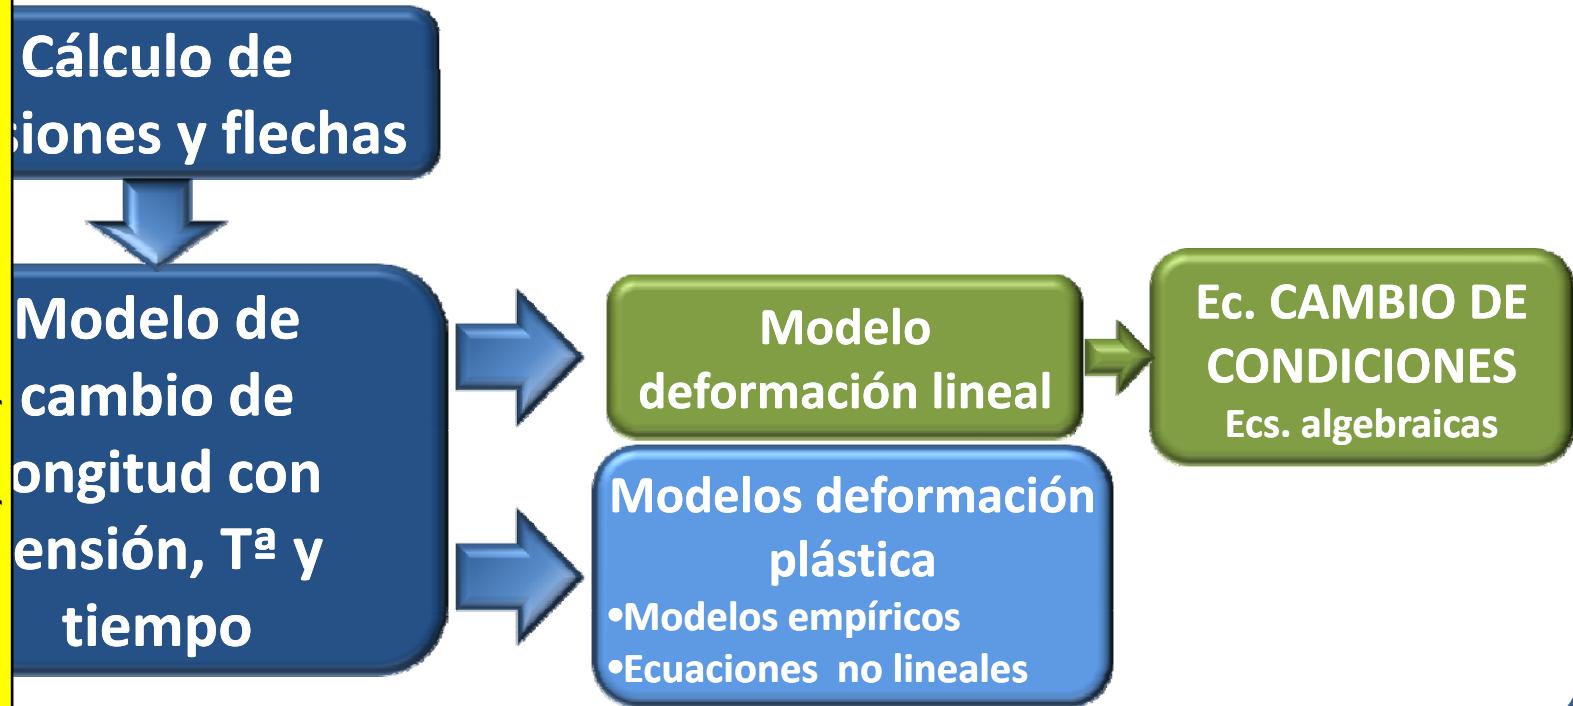 Cálculo de
siones y flechas
Modelo de
cambio de
ongitud con
ensión, Tª y
tiempo
Modelo
deformación lineal
Ec. CAMBIO DE
CONDICIONES
Ecs. algebraicas
Modelos deformación
plástica
•Modelos empíricos
•Ecuaciones no lineales